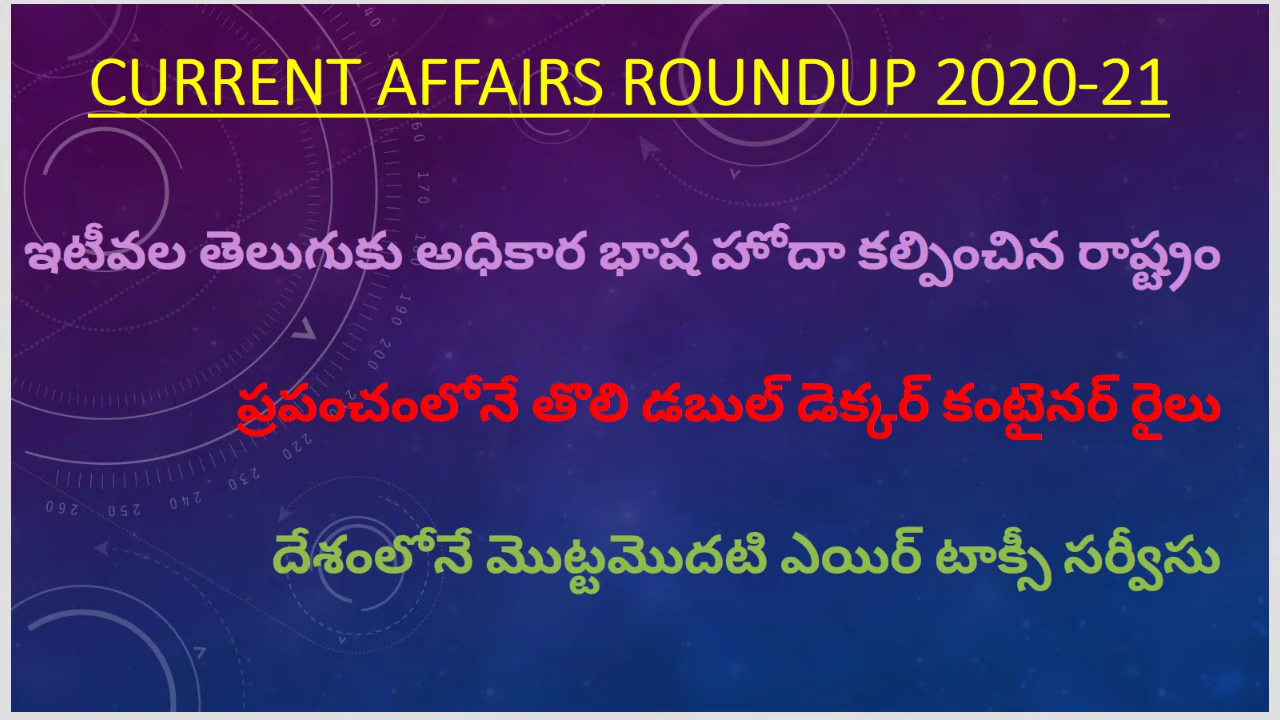 CURRENT AFFAIRS ROUNDUP 2020-21
ఇటీవల తెలుగుకు అధికార భాష హోదా కల్పించిన రాష్ట్రం
ప్రపంచంలోనే తొలి డబుల్ డెక్కర్ కంటైనర్ రైలు
దేశంలోనే మొట్టమొదటి ఎయిర్ టాక్సీ సర్వీసు